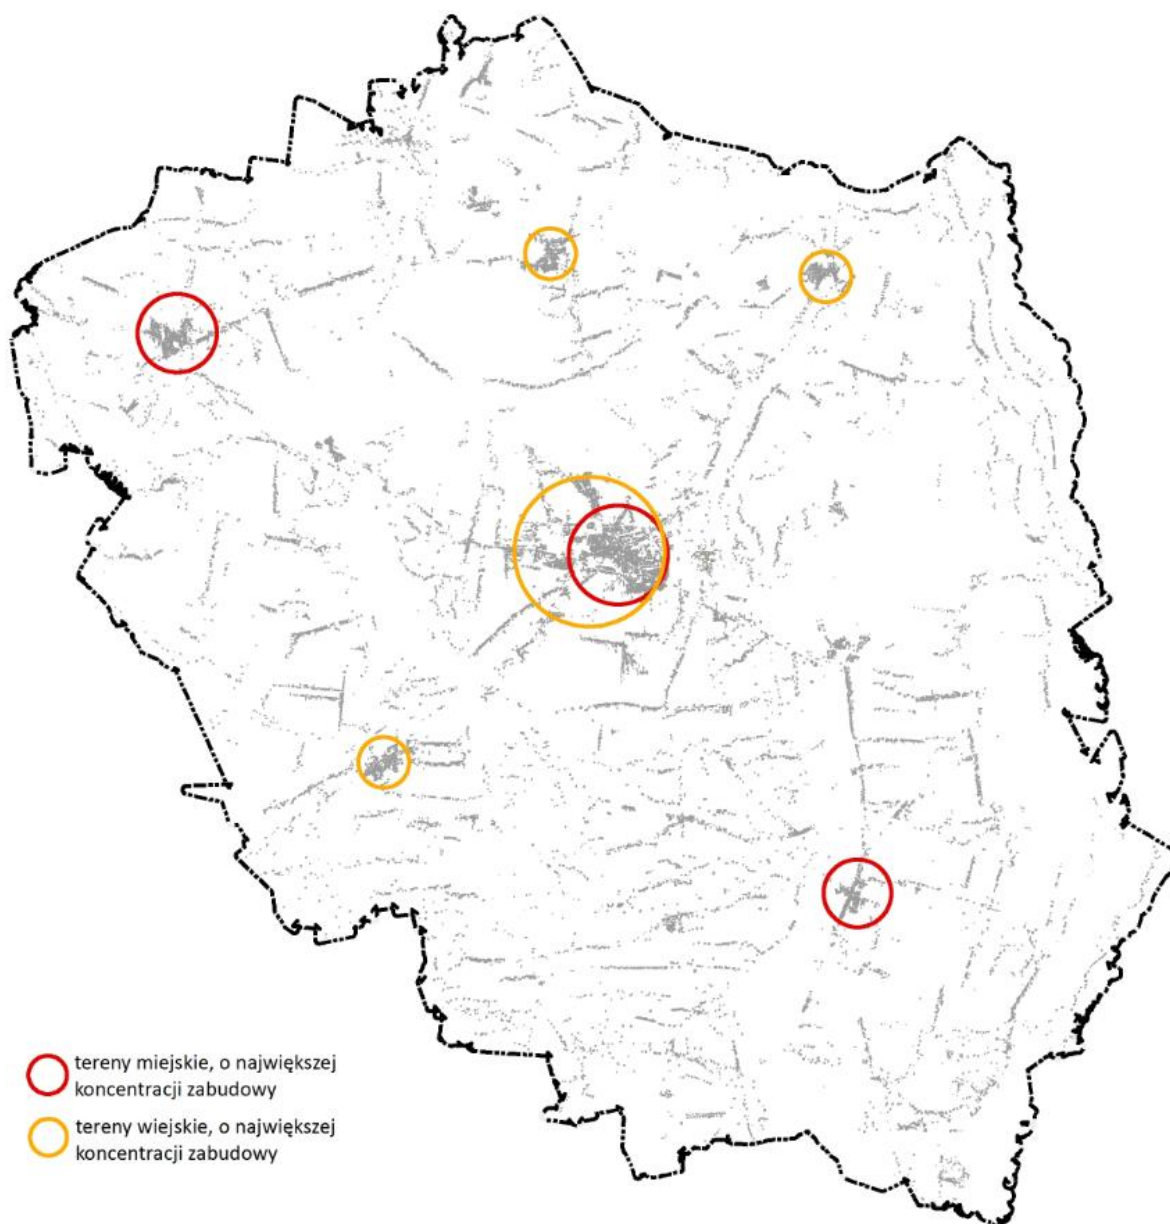 tereny miejskie, o największej
koncentracji zabudowy
tereny wiejskie, o największej
koncentracji zabudowy